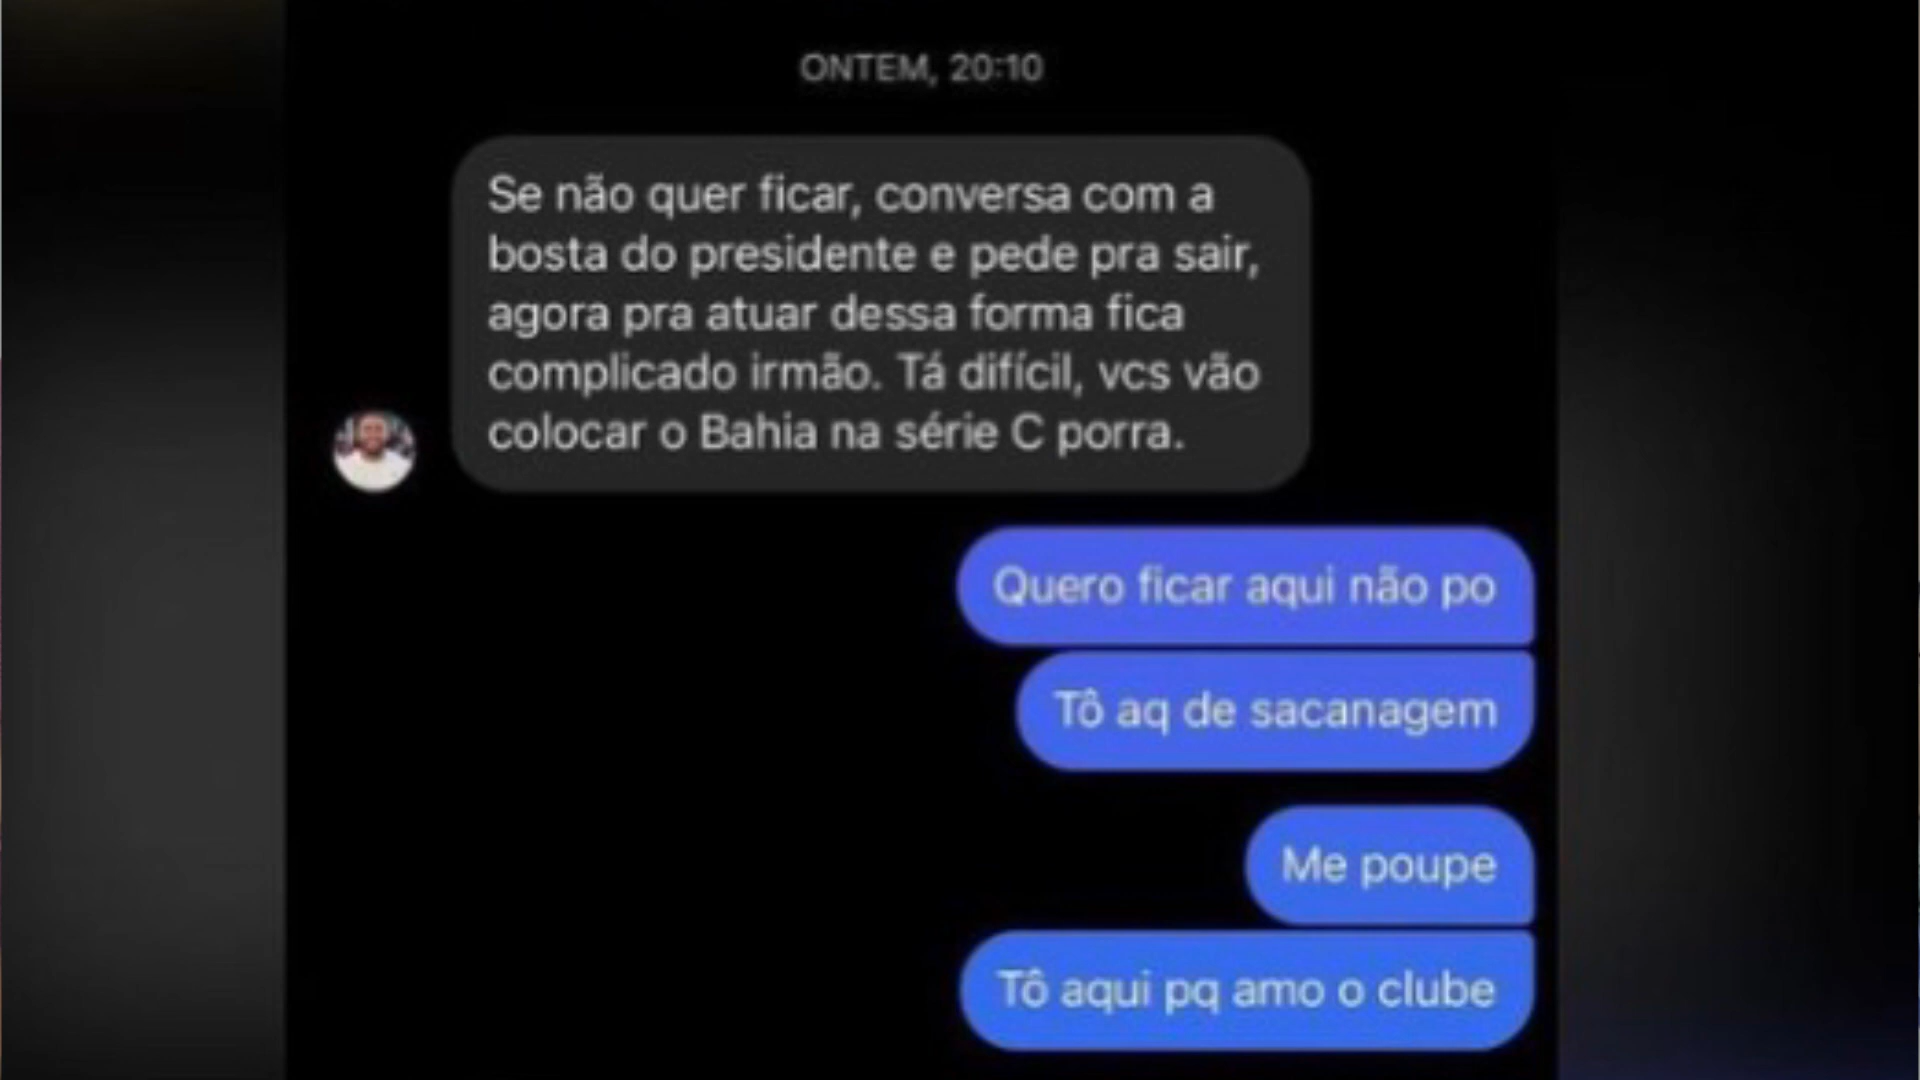 ONTEM, 20:10
Se não quer ficar, conversa com a
bosta do presidente e pede pra sair,
agora pra atuar dessa forma fica
complicado irmão. Tá difícil, vcs vão
colocar o Bahia na série C porra.
Quero ficar aqui não po
Tô aq de sacanagem
Me poupe
Tô aqui pq amo o clube